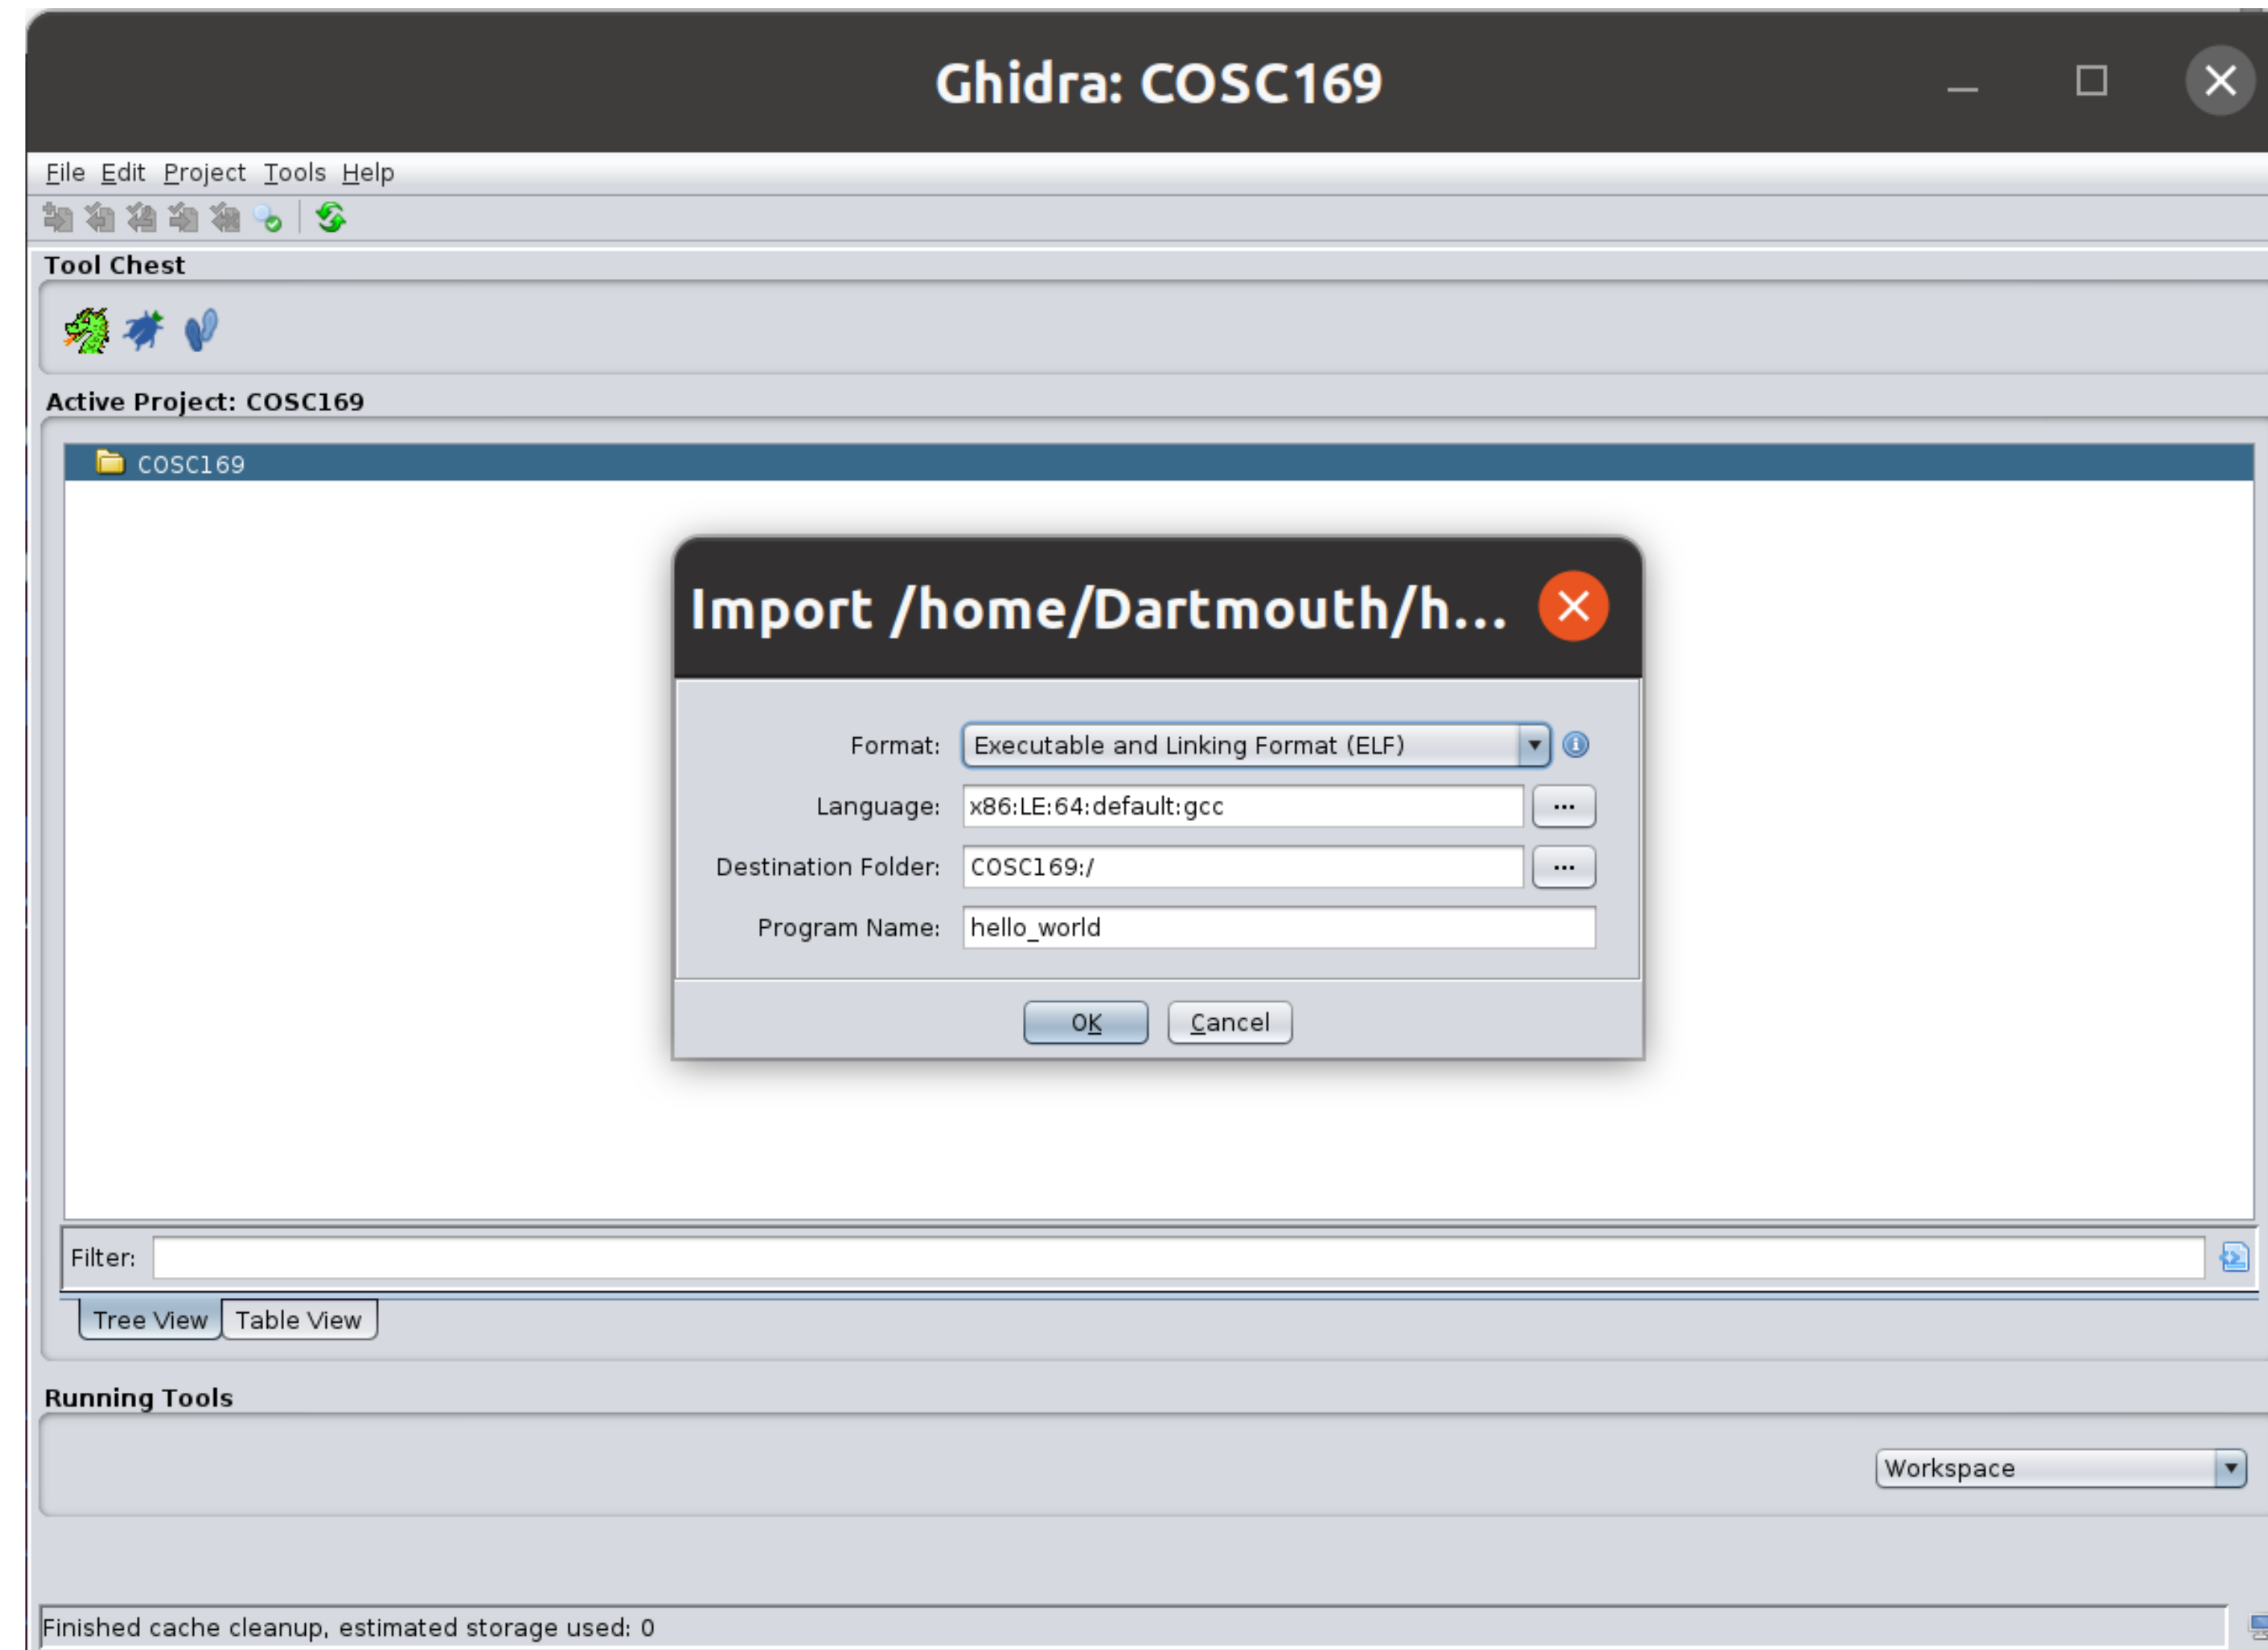 Ghidra: COSC169
File Edit Project Tools Help
Tool Chest
Active Project: COSC169
COSC169
Import /home/Dartmouth/h...
Format: Executable and Linking Format (ELF)
Language: x86:LE:64:default:gcc ...
Destination Folder: COSC169:/ ...
Program Name: hello_world
OK Cancel
Filter:
Tree View Table View
Running Tools
Workspace
Finished cache cleanup, estimated storage used: 0